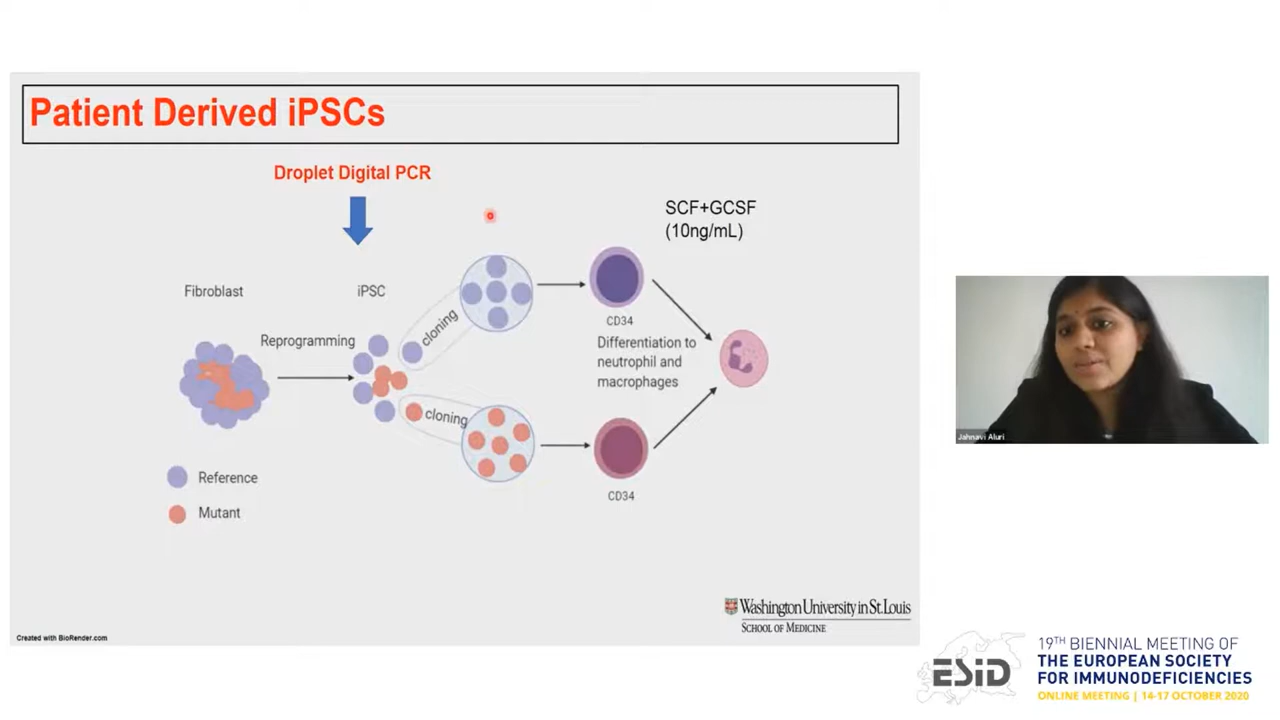 Patient Derived iPSCs
Droplet Digital PCR
SCF+GCSF
(10ng/mL)
Fibroblast
iPSC
Reprogramming
cloning
CD34
Differentiation to
neutrophil and
macrophages
cloning
CD34
Reference
Mutant
Washington University in St. Louis
SCHOOL OF MEDICINE
Created with BioRender.com
Jahnavi Aluri
ESID
19TH BIENNIAL MEETING OF
THE EUROPEAN SOCIETY
FOR IMMUNODEFICIENCIES
ONLINE MEETING | 14-17 OCTOBER 2020